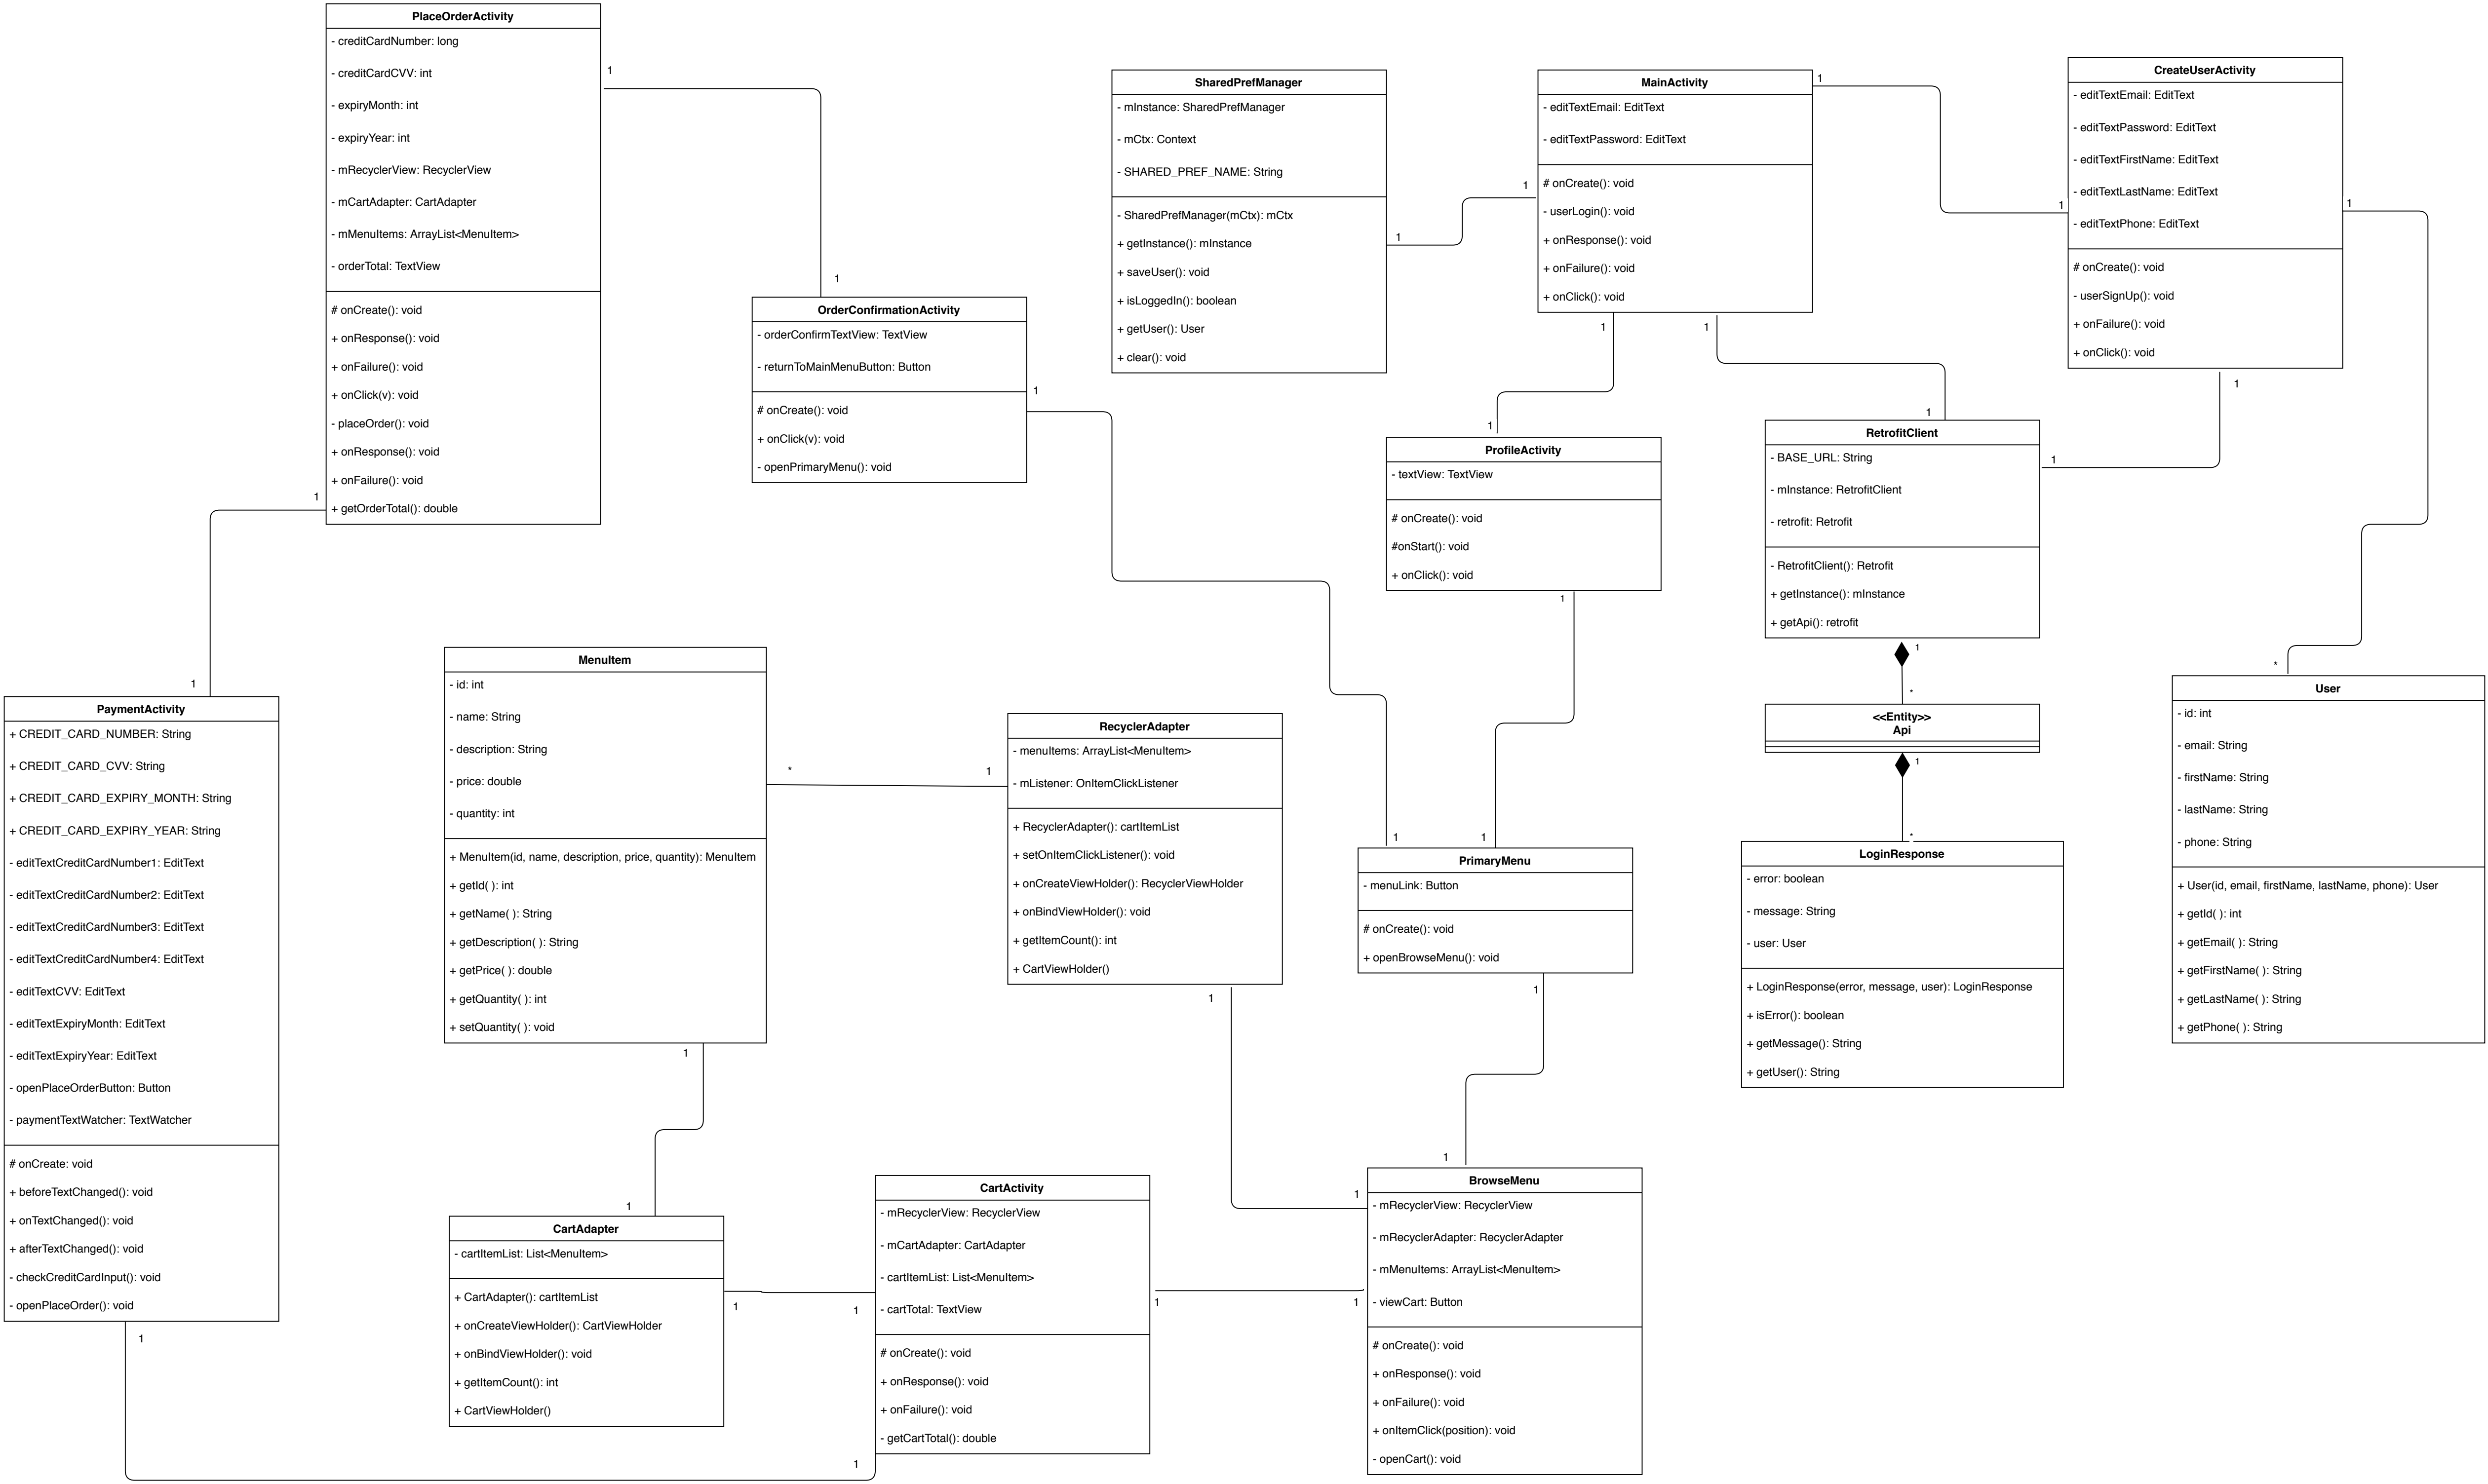 PlaceOrderActivity
- creditCardNumber: long
- creditCardCVV: int
- expiryMonth: int
- expiryYear: int
- mRecyclerView: RecyclerView
- mCartAdapter: CartAdapter
- mMenuItems: ArrayList<MenuItem>
- orderTotal: TextView
# onCreate(): void
+ onResponse(): void
+ onFailure(): void
+ onClick(v): void
- placeOrder(): void
+ onResponse(): void
+ onFailure(): void
+ getOrderTotal(): double
1
1
1
1
OrderConfirmationActivity
- orderConfirmTextView: TextView
- returnToMainMenuButton: Button
# onCreate(): void
+ onClick(v): void
- openPrimaryMenu(): void
1
SharedPrefManager
- mInstance: SharedPrefManager
- mCtx: Context
- SHARED_PREF_NAME: String
- SharedPrefManager(mCtx): mCtx
+ getInstance(): mInstance
+ saveUser(): void
+ isLoggedIn(): boolean
+ getUser(): User
+ clear(): void
1
1
MainActivity
- editTextEmail: EditText
- editTextPassword: EditText
# onCreate(): void
- userLogin(): void
+ onResponse(): void
+ onFailure(): void
+ onClick(): void
1
1
1
1
CreateUserActivity
- editTextEmail: EditText
- editTextPassword: EditText
- editTextFirstName: EditText
- editTextLastName: EditText
- editTextPhone: EditText
# onCreate(): void
- userSignUp(): void
+ onFailure(): void
+ onClick(): void
1
1
1
ProfileActivity
- textView: TextView
# onCreate(): void
#onStart(): void
+ onClick(): void
1
1
RetrofitClient
- BASE_URL: String
- mInstance: RetrofitClient
- retrofit: Retrofit
- RetrofitClient(): Retrofit
+ getInstance(): mInstance
+ getApi(): retrofit
1
1
*
<<Entity>>
Api
1
*
LoginResponse
- error: boolean
- message: String
- user: User
+ LoginResponse(error, message, user): LoginResponse
+ isError(): boolean
+ getMessage(): String
+ getUser(): String
*
User
- id: int
- email: String
- firstName: String
- lastName: String
- phone: String
+ User(id, email, firstName, lastName, phone): User
+ getId( ): int
+ getEmail( ): String
+ getFirstName( ): String
+ getLastName( ): String
+ getPhone( ): String
PaymentActivity
+ CREDIT_CARD_NUMBER: String
+ CREDIT_CARD_CVV: String
+ CREDIT_CARD_EXPIRY_MONTH: String
+ CREDIT_CARD_EXPIRY_YEAR: String
- editTextCreditCardNumber1: EditText
- editTextCreditCardNumber2: EditText
- editTextCreditCardNumber3: EditText
- editTextCreditCardNumber4: EditText
- editTextCVV: EditText
- editTextExpiryMonth: EditText
- editTextExpiryYear: EditText
- openPlaceOrderButton: Button
- paymentTextWatcher: TextWatcher
# onCreate: void
+ beforeTextChanged(): void
+ onTextChanged(): void
+ afterTextChanged(): void
- checkCreditCardInput(): void
- openPlaceOrder(): void
1
MenuItem
- id: int
- name: String
- description: String
- price: double
- quantity: int
+ MenuItem(id, name, description, price, quantity): MenuItem
+ getId( ): int
+ getName( ): String
+ getDescription( ): String
+ getPrice( ): double
+ getQuantity( ): int
+ setQuantity( ): void
*
1
1
RecyclerAdapter
- menuItems: ArrayList<MenuItem>
- mListener: OnItemClickListener
+ RecyclerAdapter(): cartItemList
+ setOnItemClickListener(): void
+ onCreateViewHolder(): RecyclerViewHolder
+ onBindViewHolder(): void
+ getItemCount(): int
+ CartViewHolder()
1
1
1
PrimaryMenu
- menuLink: Button
# onCreate(): void
+ openBrowseMenu(): void
1
1
CartAdapter
- cartItemList: List<MenuItem>
+ CartAdapter(): cartItemList
+ onCreateViewHolder(): CartViewHolder
+ onBindViewHolder(): void
+ getItemCount(): int
+ CartViewHolder()
1
1
1
CartActivity
- mRecyclerView: RecyclerView
- mCartAdapter: CartAdapter
- cartItemList: List<MenuItem>
- cartTotal: TextView
# onCreate(): void
+ onResponse(): void
+ onFailure(): void
- getCartTotal(): double
1
1
1
1
BrowseMenu
- mRecyclerView: RecyclerView
- mRecyclerAdapter: RecyclerAdapter
- mMenuItems: ArrayList<MenuItem>
- viewCart: Button
# onCreate(): void
+ onResponse(): void
+ onFailure(): void
+ onItemClick(position): void
- openCart(): void